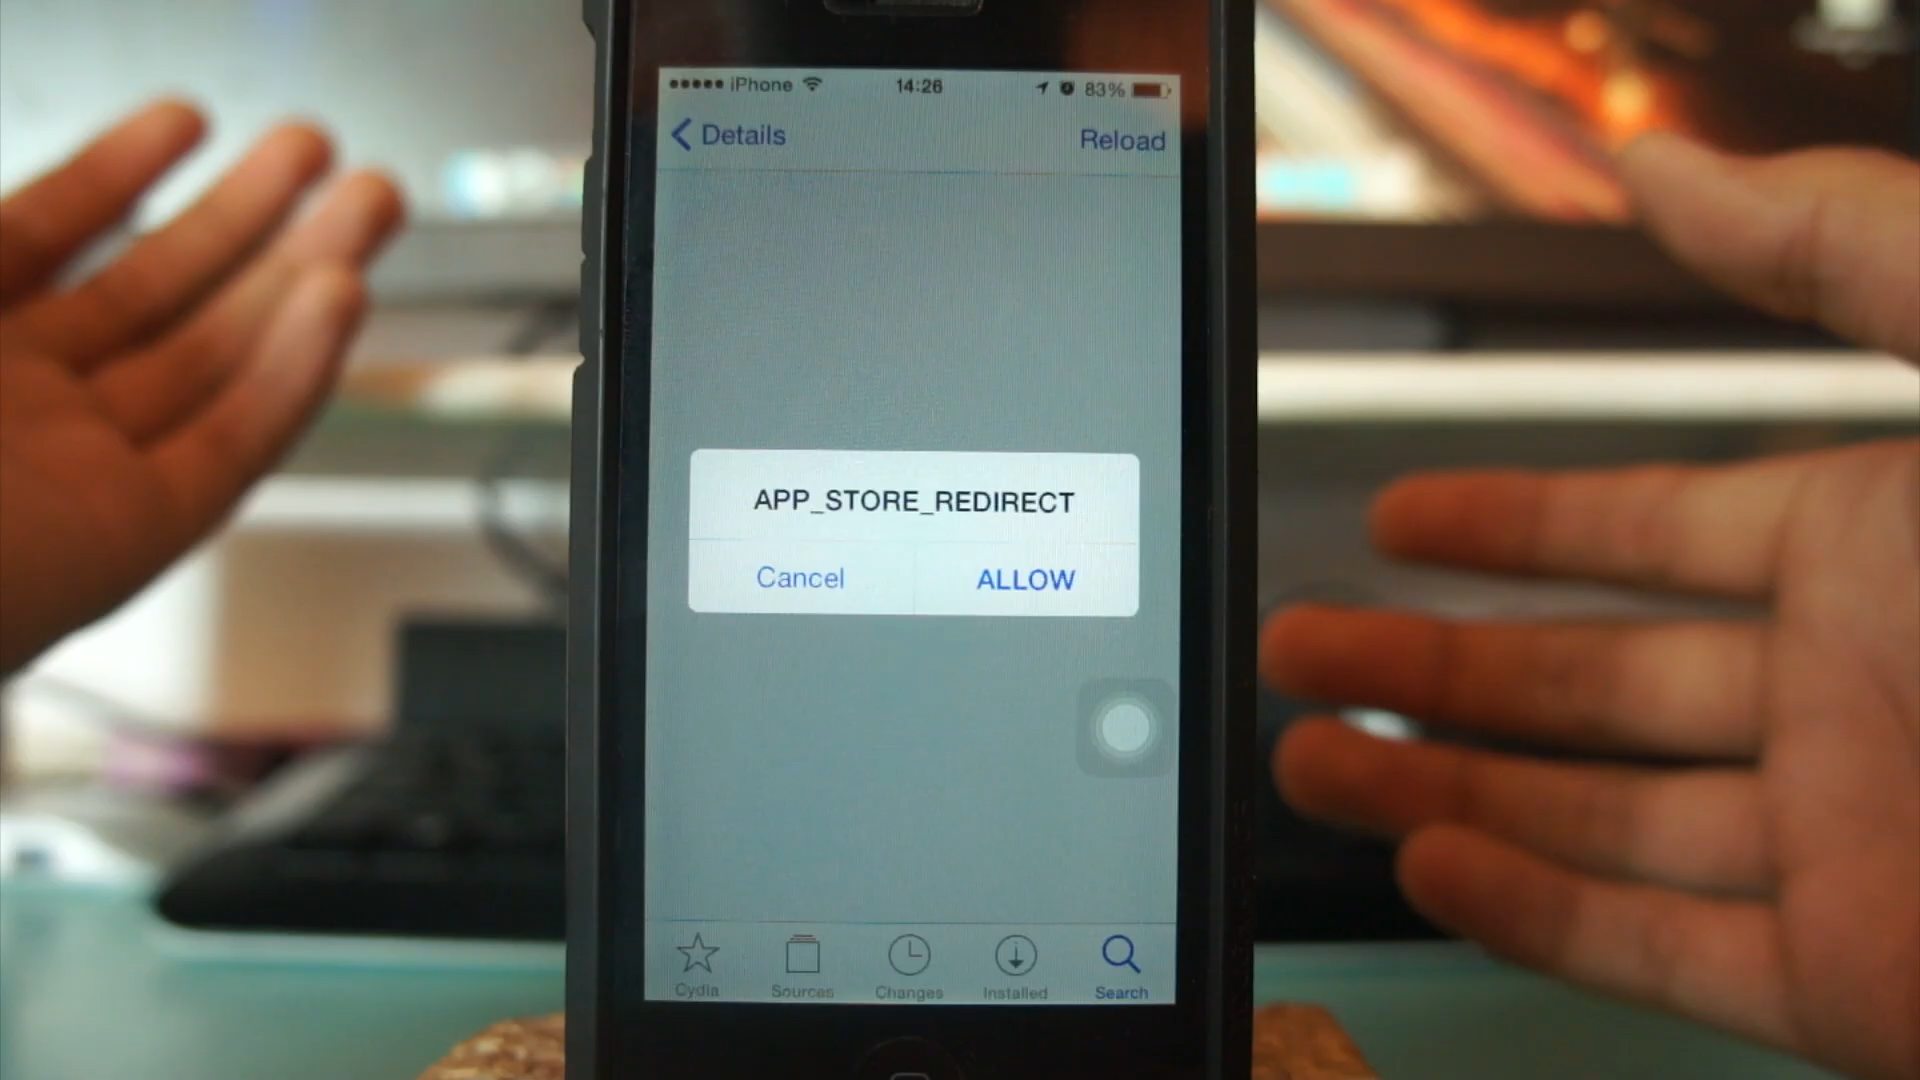 iPhone 14:26 83%
Details Reload
APP_STORE_REDIRECT
Cancel ALLOW
Cydia Sources Changes Installed Search